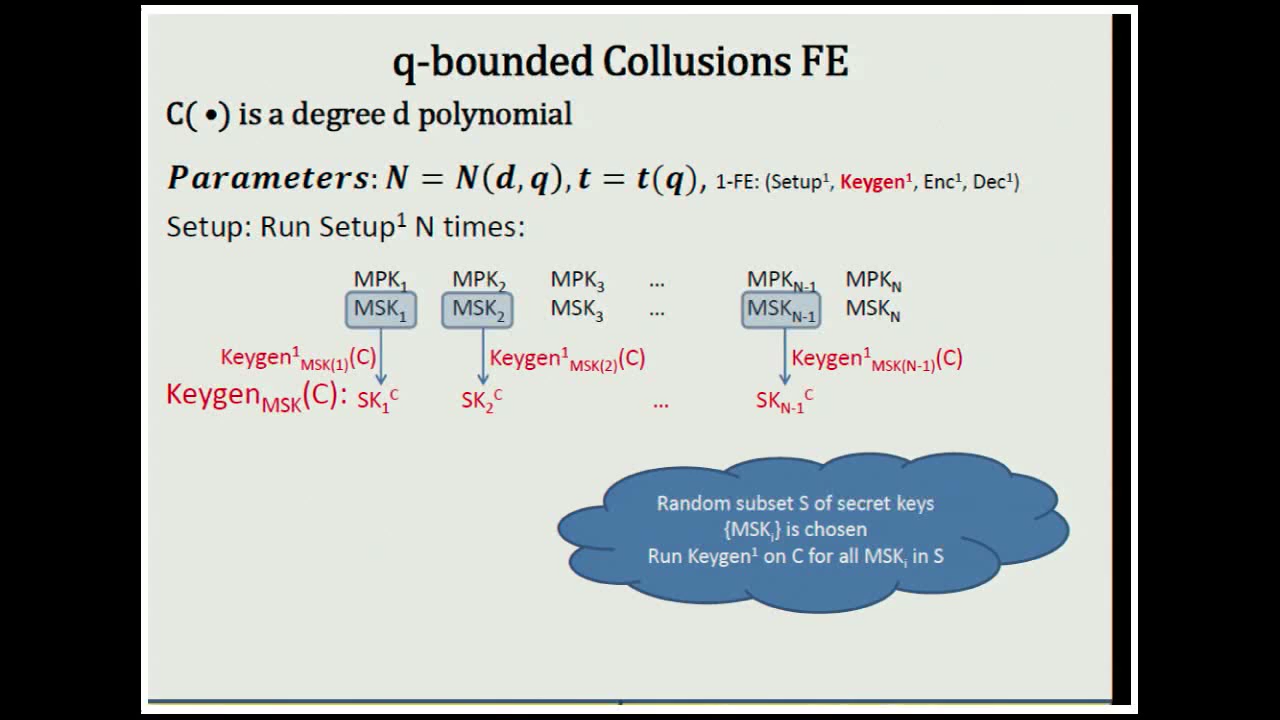 q-bounded Collusions FE
C( •) is a degree d polynomial
Parameters: N = N(d, q), t = t(q), 1-FE: (Setup¹, Keygen¹, Enc¹, Dec¹)
Setup: Run Setup¹ N times:
MPK₁ MPK₂ MPK₃ ... MPK_N-1 MPK_N
MSK₁ MSK₂ MSK₃ ... MSK_N-1 MSK_N
Keygen¹_MSK(1)(C) Keygen¹_MSK(2)(C) Keygen¹_MSK(N-1)(C)
Keygen_MSK(C): SK₁^C SK₂^C ... SK_N-1^C
Random subset S of secret keys
{MSK_i} is chosen
Run Keygen¹ on C for all MSK_i in S